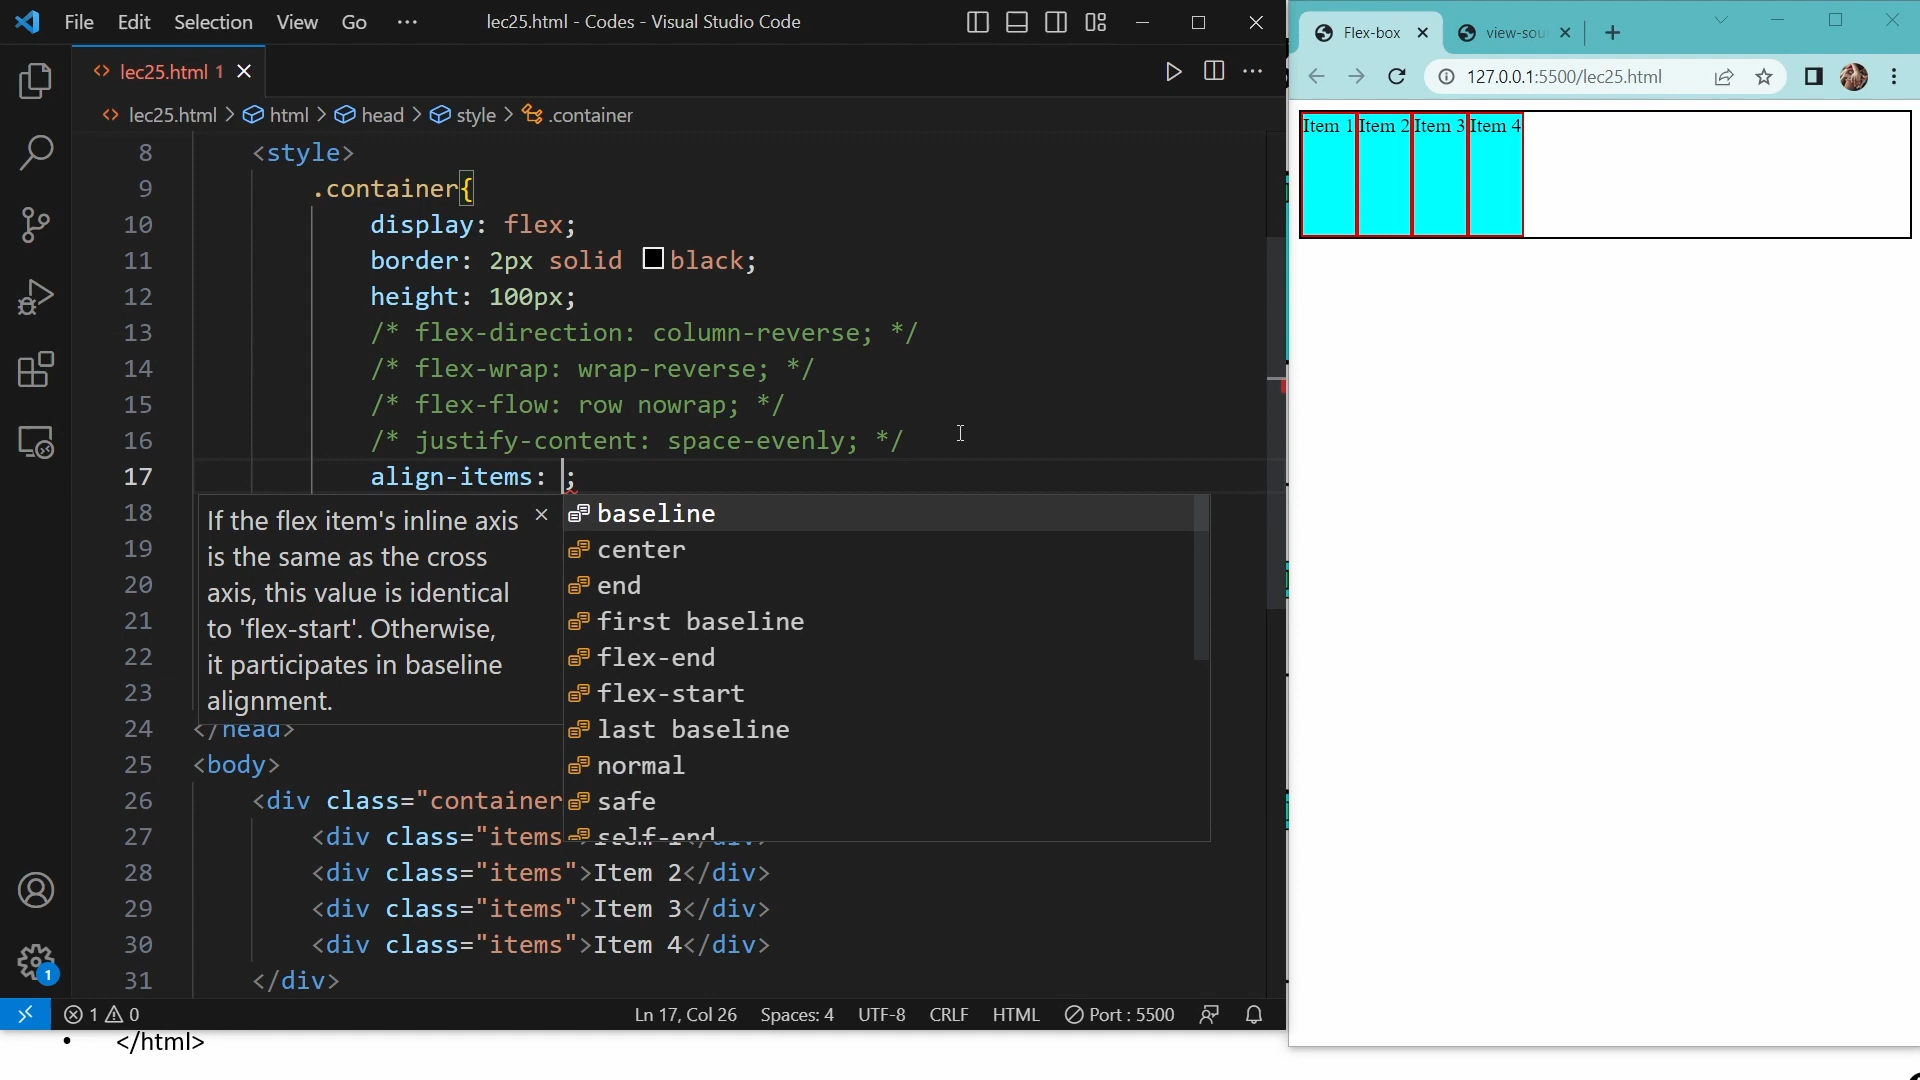 File Edit Selection View Go ··· lec25.html - Codes - Visual Studio Code
lec25.html 1
lec25.html > html > head > style > .container
8 <style>
9 .container{
10 display: flex;
11 border: 2px solid black;
12 height: 100px;
13 /* flex-direction: column-reverse; */
14 /* flex-wrap: wrap-reverse; */
15 /* flex-flow: row nowrap; */
16 /* justify-content: space-evenly; */
17 align-items: ;
18
19
20
21
22
23
If the flex item's inline axis
is the same as the cross
axis, this value is identical
to 'flex-start'. Otherwise,
it participates in baseline
alignment.
baseline
center
end
first baseline
flex-end
flex-start
last baseline
normal
safe
self-end
24 </head>
25 <body>
26 <div class="container
27 <div class="items
28 <div class="items">Item 2</div>
29 <div class="items">Item 3</div>
30 <div class="items">Item 4</div>
31 </div>
1 0 Ln 17, Col 26 Spaces: 4 UTF-8 CRLF HTML Port : 5500
1
• </html>
Flex-box view-sou
127.0.0.1:5500/lec25.html
Item 1 Item 2 Item 3 Item 4